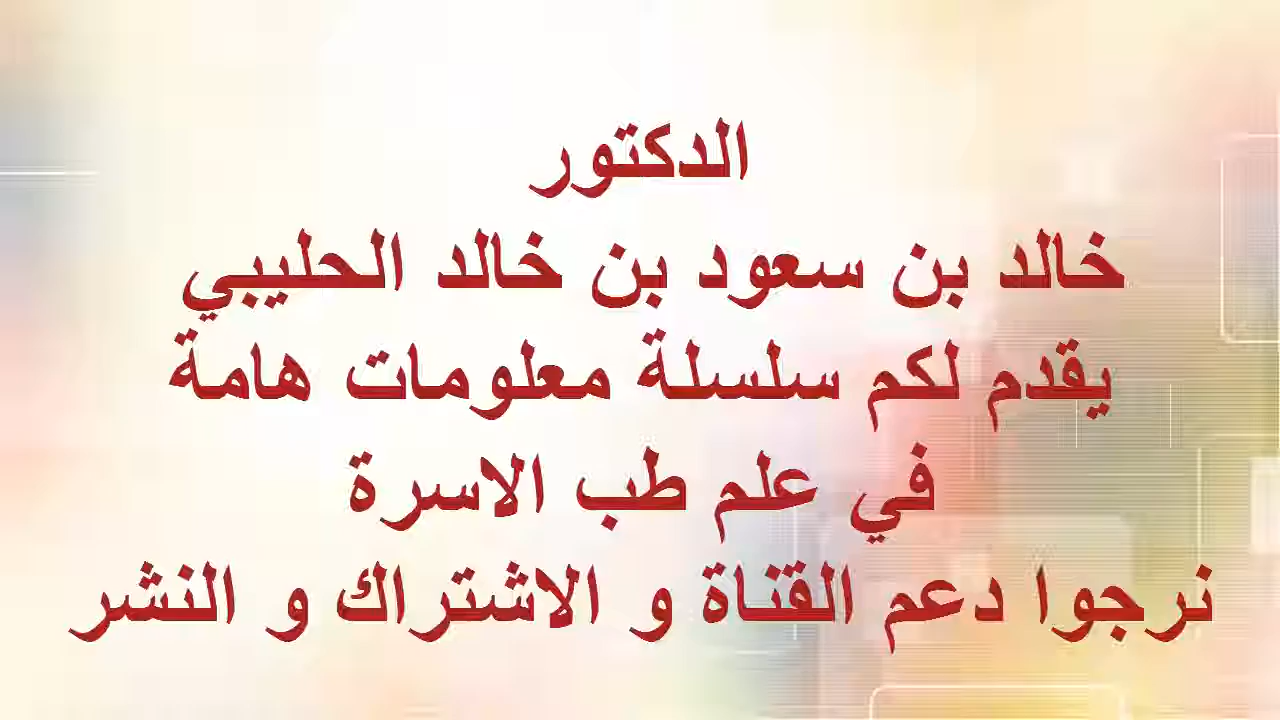 الدكتور
خالد بن سعود بن خالد الحليبي
يقدم لكم سلسلة معلومات هامة
في علم طب الاسرة
نرجوا دعم القناة و الاشتراك و النشر